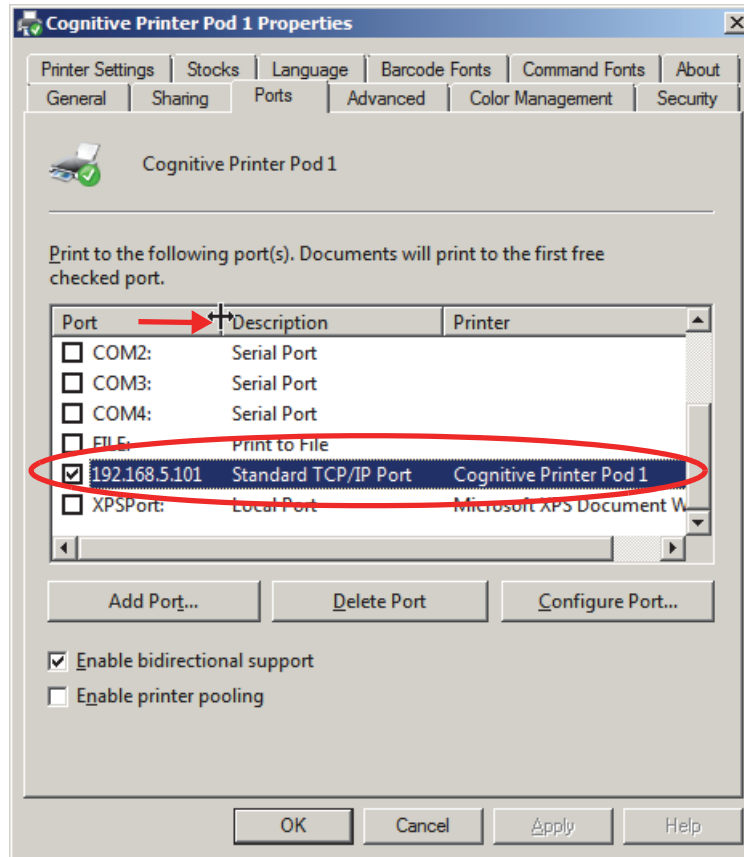 Cognitive Printer Pod 1 Properties
Printer Settings Stocks Language Barcode Fonts Command Fonts About
General Sharing Ports Advanced Color Management Security
Cognitive Printer Pod 1
Print to the following port(s). Documents will print to the first free
checked port.
Port Description Printer
COM2: Serial Port
COM3: Serial Port
COM4: Serial Port
FILE: Print to File
192.168.5.101 Standard TCP/IP Port Cognitive Printer Pod 1
XPSPort: Local Port Microsoft XPS Document W
Add Port... Delete Port Configure Port...
Enable bidirectional support
Enable printer pooling
OK Cancel Apply Help